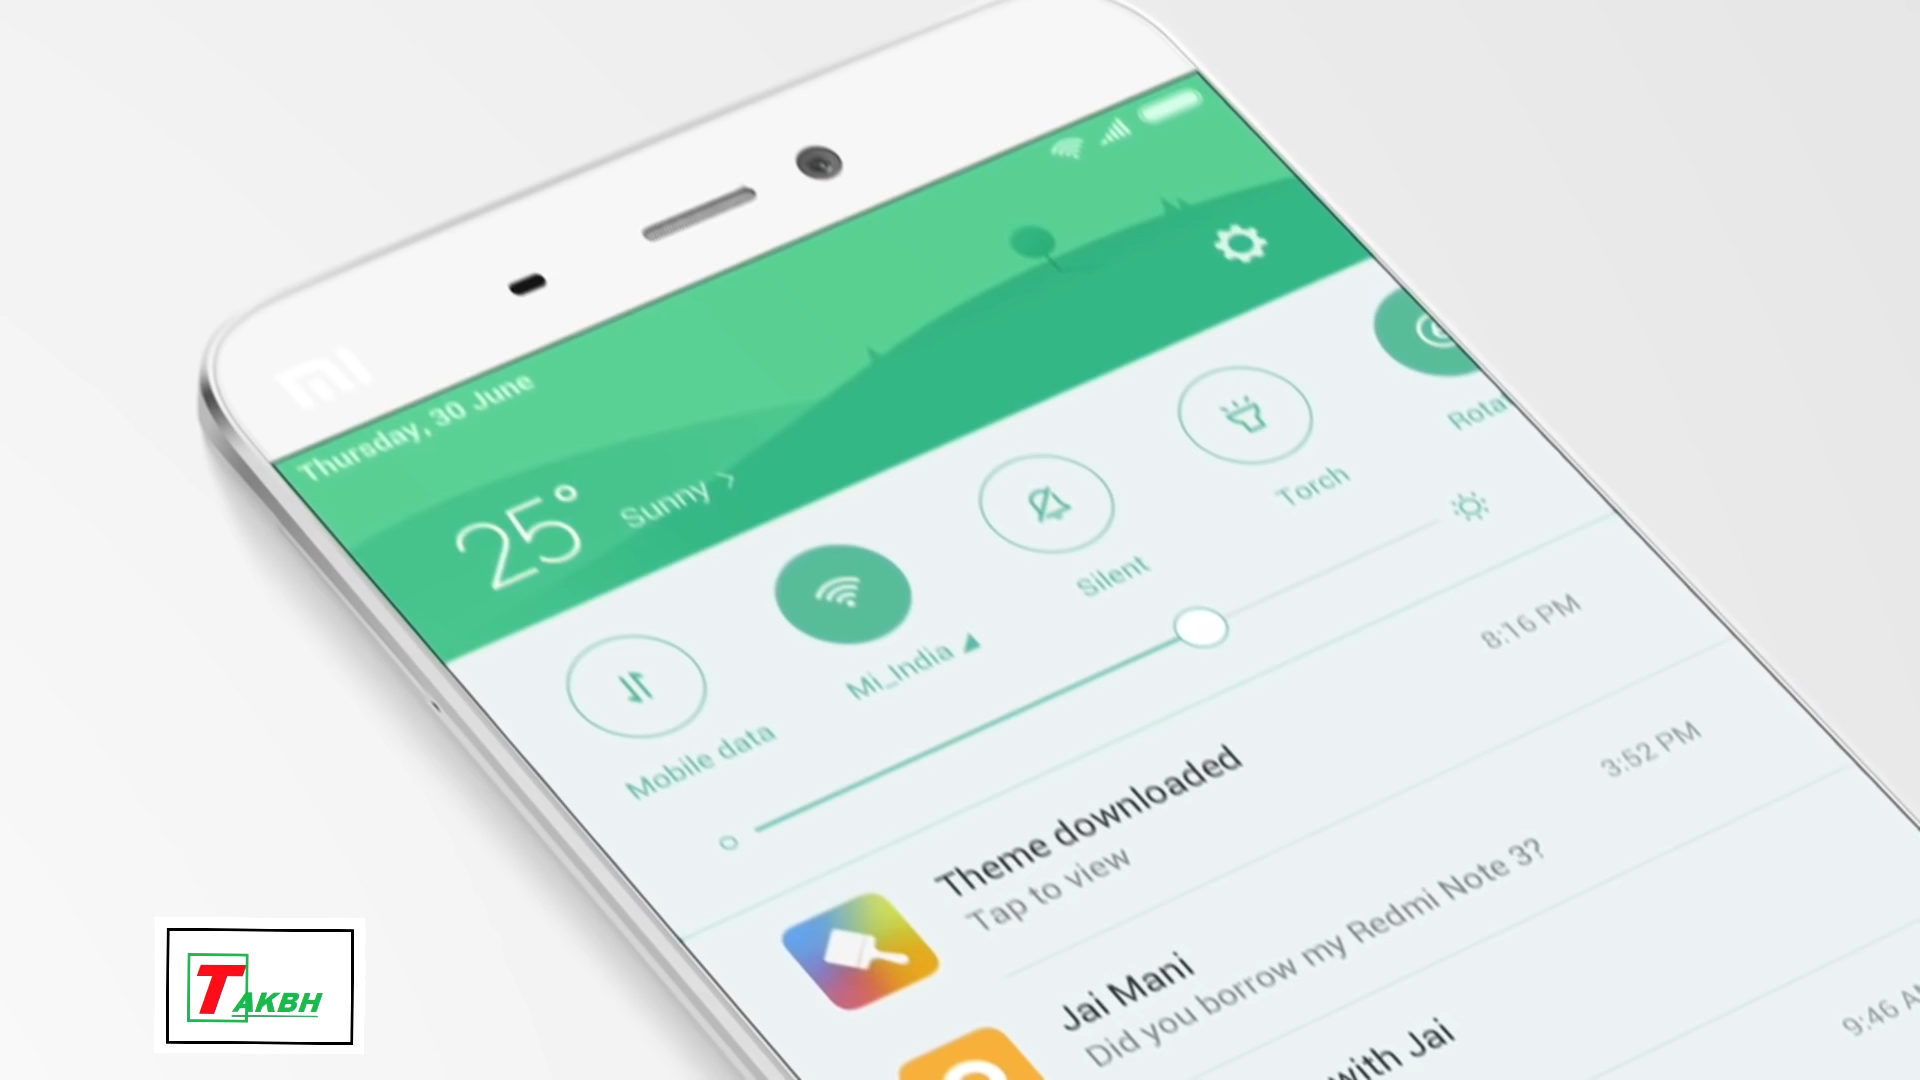 mi
Thursday, 30 June
25°
Sunny >
Mobile data
Mi_India
Silent
Torch
Theme downloaded
Tap to view
8:16 PM
Jai Mani
Did you borrow my Redmi Note 3?
3:52 PM
with Jai
9:46
TAKBH